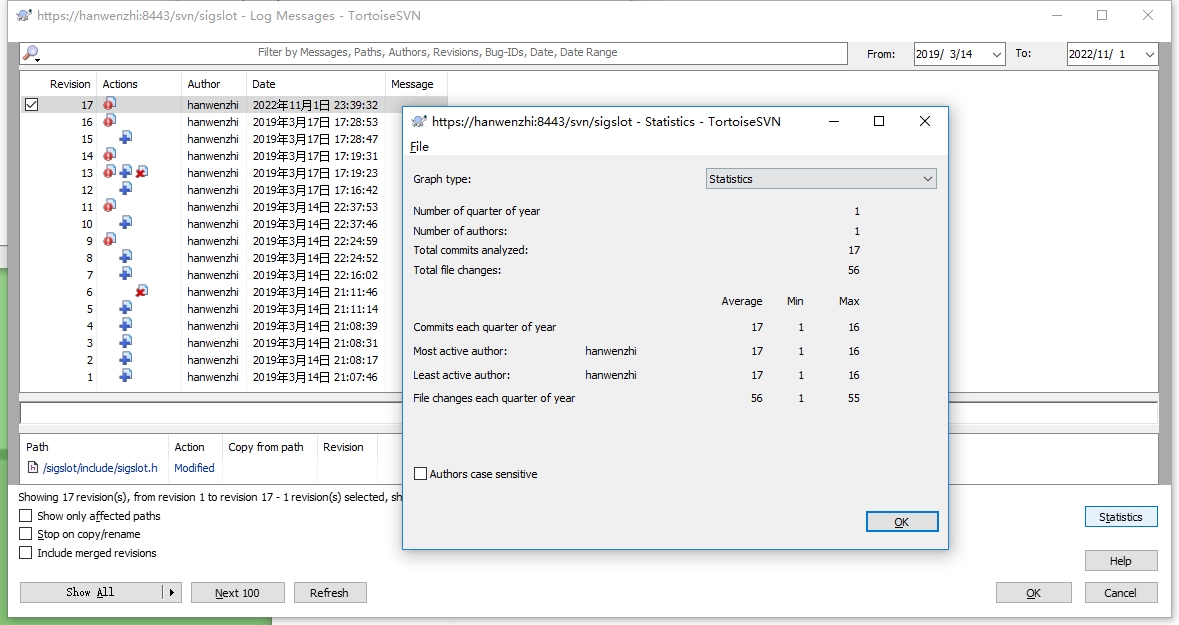 https://hanwenzhi:8443/svn/sigslot - Log Messages - TortoiseSVN
Filter by Messages, Paths, Authors, Revisions, Bug-IDs, Date, Date Range
From: 2019/ 3/14 To: 2022/11/ 1
Revision Actions Author Date Message
17 hanwenzhi 2022年11月1日 23:39:32
16 hanwenzhi 2019年3月17日 17:28:53
15 hanwenzhi 2019年3月17日 17:28:47
14 hanwenzhi 2019年3月17日 17:19:31
13 hanwenzhi 2019年3月17日 17:19:23
12 hanwenzhi 2019年3月17日 17:16:42
11 hanwenzhi 2019年3月14日 22:37:53
10 hanwenzhi 2019年3月14日 22:37:46
9 hanwenzhi 2019年3月14日 22:24:59
8 hanwenzhi 2019年3月14日 22:24:52
7 hanwenzhi 2019年3月14日 22:16:02
6 hanwenzhi 2019年3月14日 21:11:46
5 hanwenzhi 2019年3月14日 21:11:14
4 hanwenzhi 2019年3月14日 21:08:39
3 hanwenzhi 2019年3月14日 21:08:31
2 hanwenzhi 2019年3月14日 21:08:17
1 hanwenzhi 2019年3月14日 21:07:46
https://hanwenzhi:8443/svn/sigslot - Statistics - TortoiseSVN
File
Graph type: Statistics
Number of quarter of year 1
Number of authors: 1
Total commits analyzed: 17
Total file changes: 56
Average Min Max
Commits each quarter of year 17 1 16
Most active author: hanwenzhi 17 1 16
Least active author: hanwenzhi 17 1 16
File changes each quarter of year 56 1 55
Authors case sensitive
OK
Path Action Copy from path Revision
/sigslot/include/sigslot.h Modified
Showing 17 revision(s), from revision 1 to revision 17 - 1 revision(s) selected, sh
Show only affected paths
Stop on copy/rename
Include merged revisions
Statistics
Help
Show All Next 100 Refresh OK Cancel